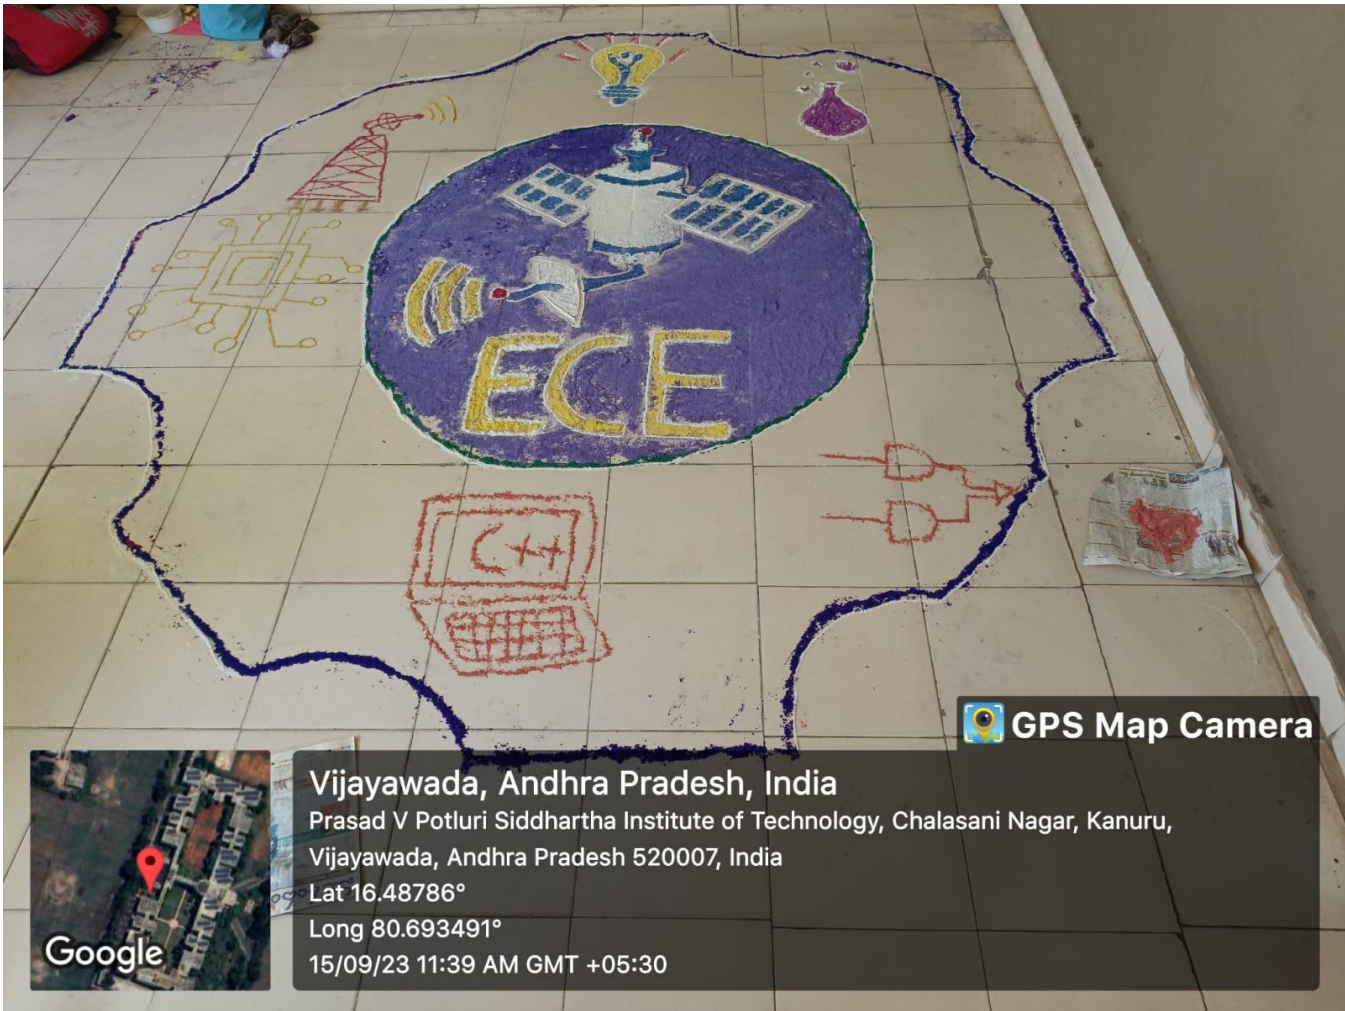 ECE
C++
GPS Map Camera
Vijayawada, Andhra Pradesh, India
Prasad V Potluri Siddhartha Institute of Technology, Chalasani Nagar, Kanuru,
Vijayawada, Andhra Pradesh 520007, India
Lat 16.48786°
Long 80.693491°
15/09/23 11:39 AM GMT +05:30
Google